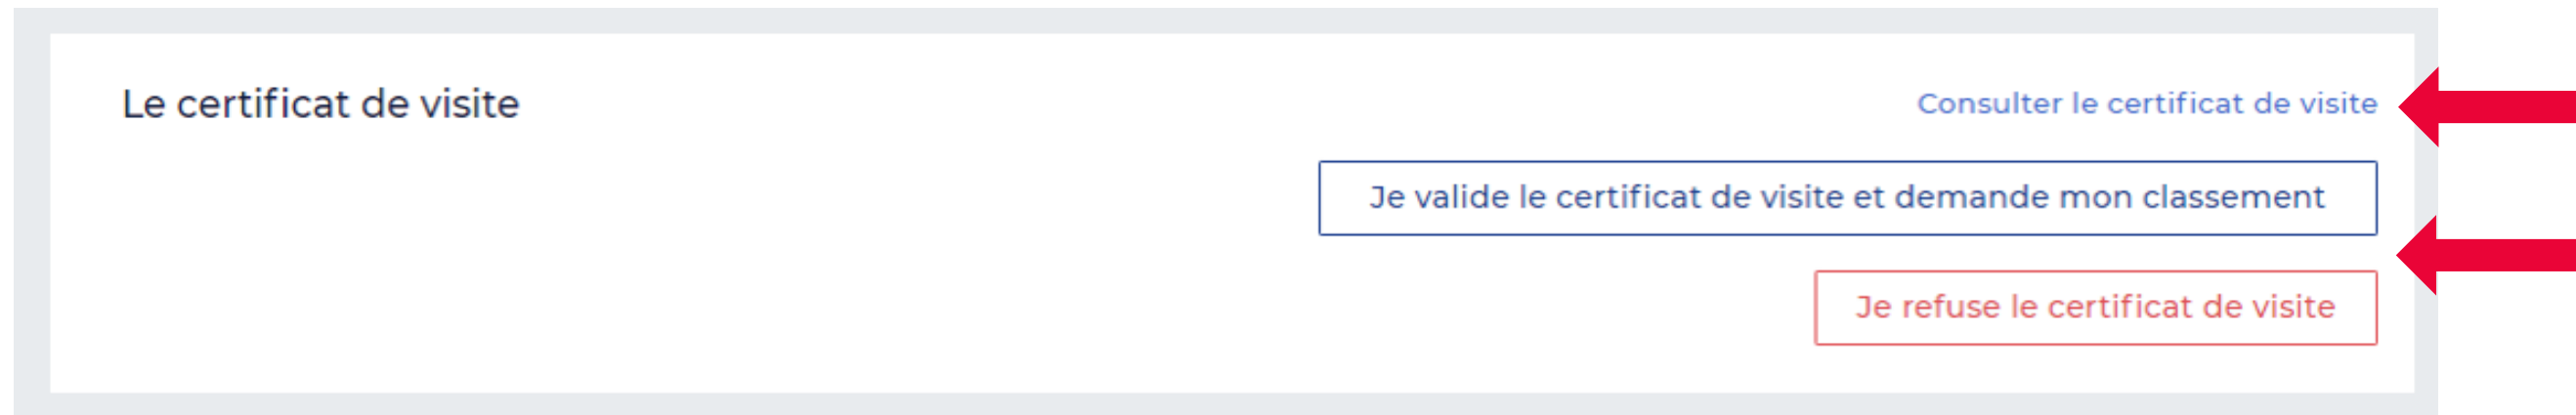 Le certificat de visite
Consulter le certificat de visite
Je valide le certificat de visite et demande mon classement
Je refuse le certificat de visite